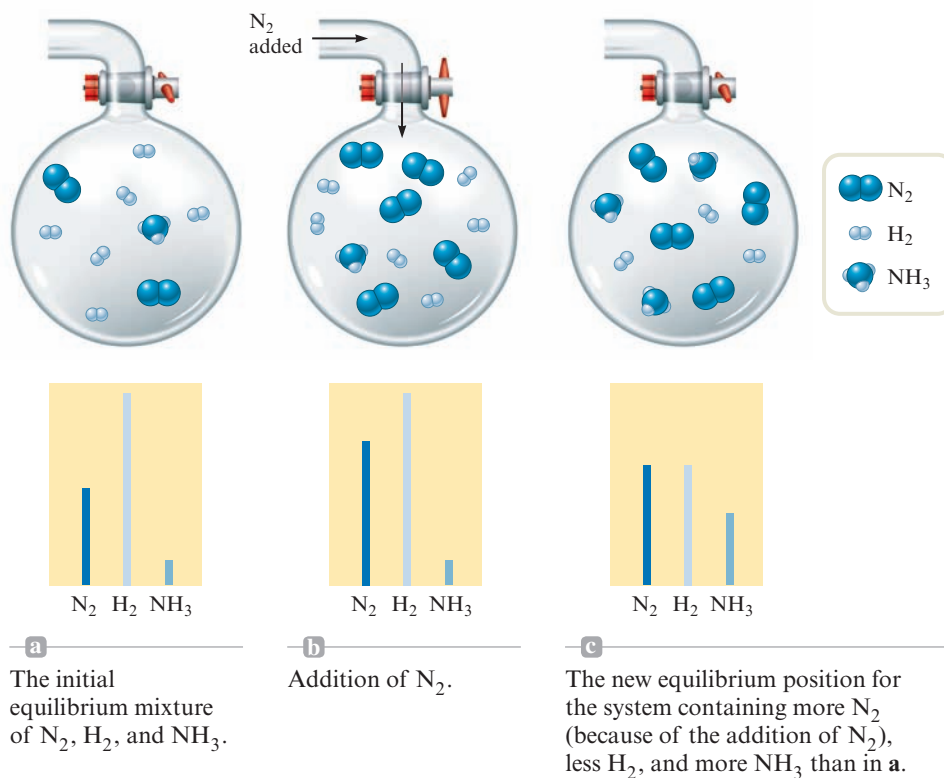 N₂
added
N₂
H₂
NH₃
N₂ H₂ NH₃
N₂ H₂ NH₃
N₂ H₂ NH₃
a
The initial
equilibrium mixture
of N₂, H₂, and NH₃.
b
Addition of N₂.
c
The new equilibrium position for
the system containing more N₂
(because of the addition of N₂),
less H₂, and more NH₃ than in a.